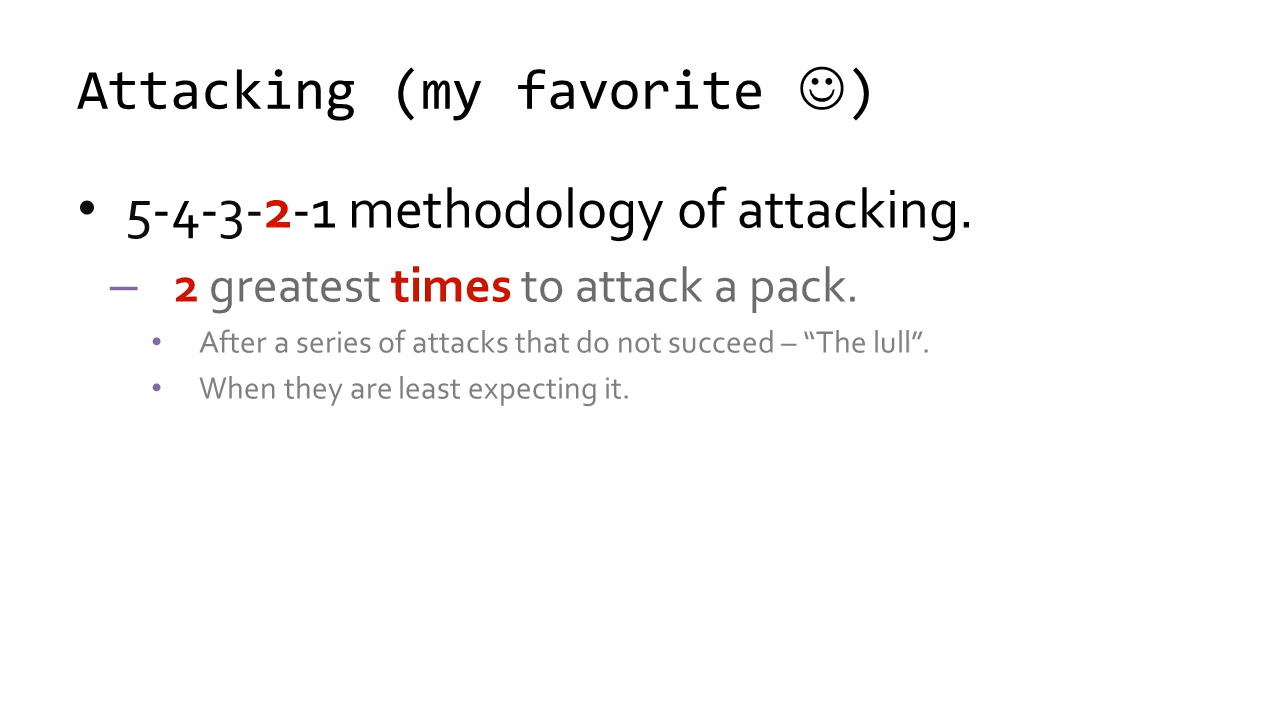 Attacking (my favorite ☺)
• 5-4-3-2-1 methodology of attacking.
– 2 greatest times to attack a pack.
• After a series of attacks that do not succeed – “The lull”.
• When they are least expecting it.